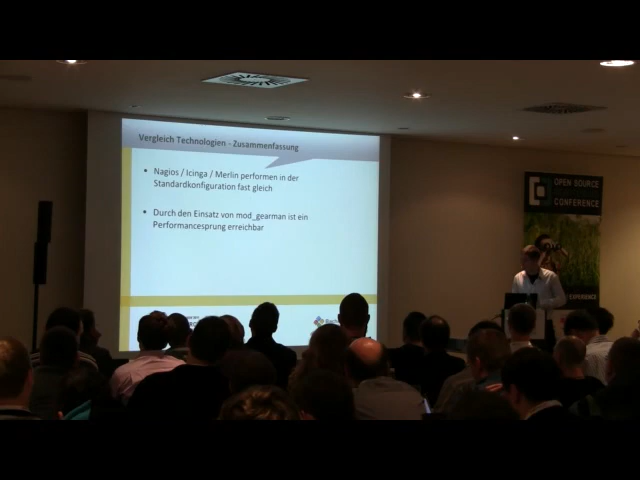 Vergleich Technologien - Zusammenfassung
• Nagios / Icinga / Merlin performen in der
Standardkonfiguration fast gleich
• Durch den Einsatz von mod_gearman ist ein
Performancesprung erreichbar
OPEN SOURCE
CONFERENCE
EXPERIENCE